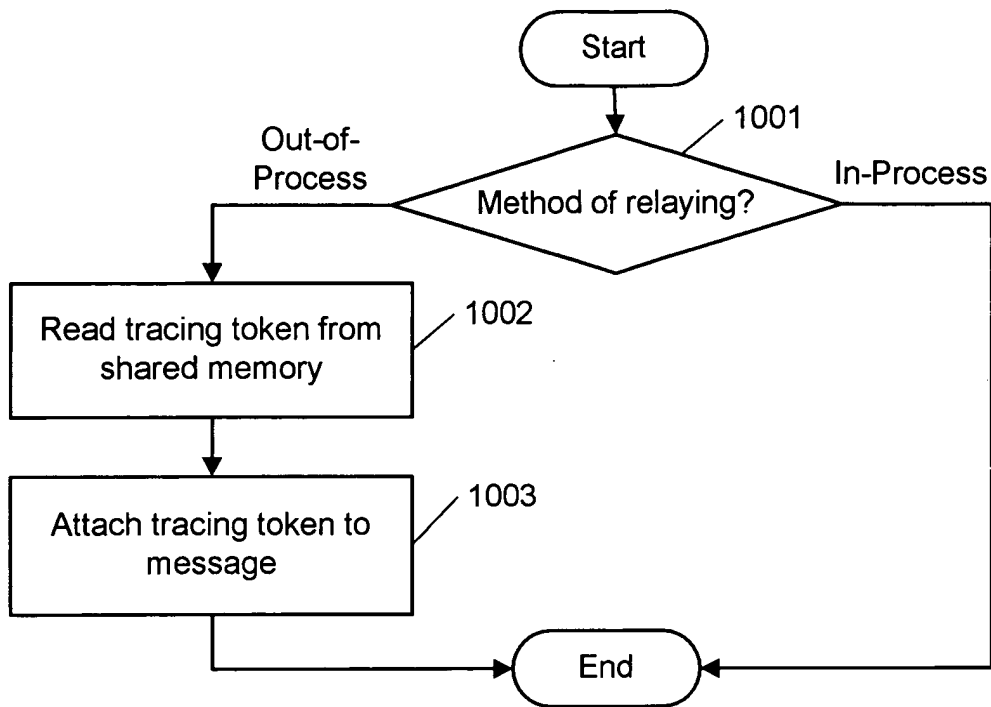 Start
1001
Out-of-
Process
In-Process
Method of relaying?
1002
Read tracing token from
shared memory
1003
Attach tracing token to
message
End